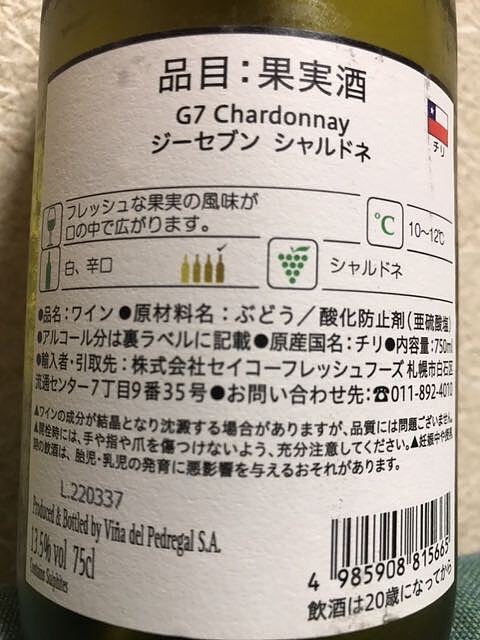 品目：果実酒
G7 Chardonnay
ジーセブン シャルドネ
チリ
フレッシュな果実の風味が
口の中で広がります。
℃
10〜12℃
白、辛口
シャルドネ
●品名：ワイン●原材料名：ぶどう／酸化防止剤（亜硫酸塩）
●アルコール分は裏ラベルに記載●原産国名：チリ●内容量：750ml
●輸入者・引取先：株式会社セイコーフレッシュフーズ 札幌市白石区
流通センター7丁目9番35号●お問い合わせ先：☎011-892-4010
▲ワインの成分が結晶となり沈澱する場合がありますが、品質には問題ございません。
▲開栓時には、手や指や爪を傷つけないよう、充分注意してください。▲妊娠中や授乳
期の飲酒は、胎児・乳児の発育に悪影響を与えるおそれがあります。
L.220337
Produced & Bottled by Viña del Pedregal S.A.
13.5% vol 75cl
Contains Sulphites
4 985908 815665
飲酒は20歳になってから